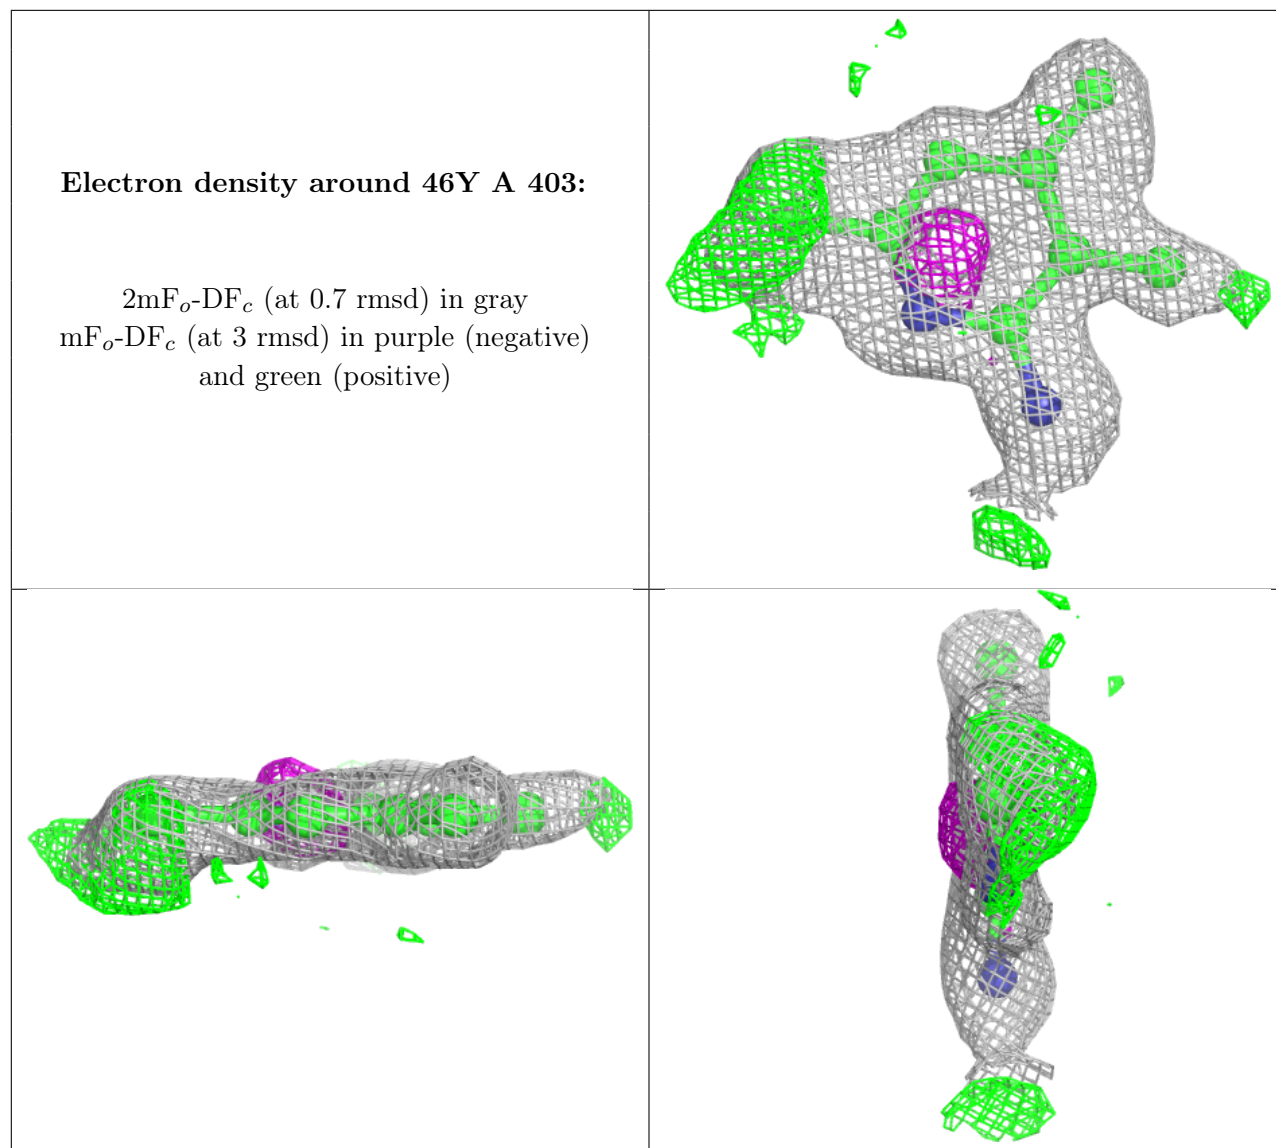 Electron density around 46Y A 403:
2mFo-DFc (at 0.7 rmsd) in gray
mFo-DFc (at 3 rmsd) in purple (negative)
and green (positive)